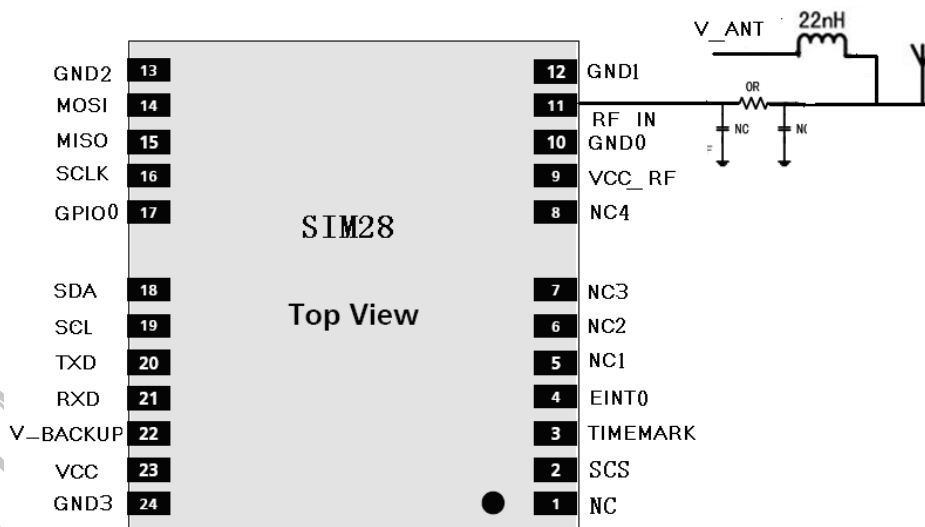 V_ANT 22nH
GND2 13 12 GND1
0R
MOSI 14 11 RF IN
NC
MISO 15 10 GND0
SCLK 16 9 VCC_RF
GPIO0 17 8 NC4
SIM28
SDA 18 7 NC3
Top View
SCL 19 6 NC2
TXD 20 5 NC1
RXD 21 4 EINT0
V_BACKUP 22 3 TIMEMARK
VCC 23 2 SCS
GND3 24 1 NC